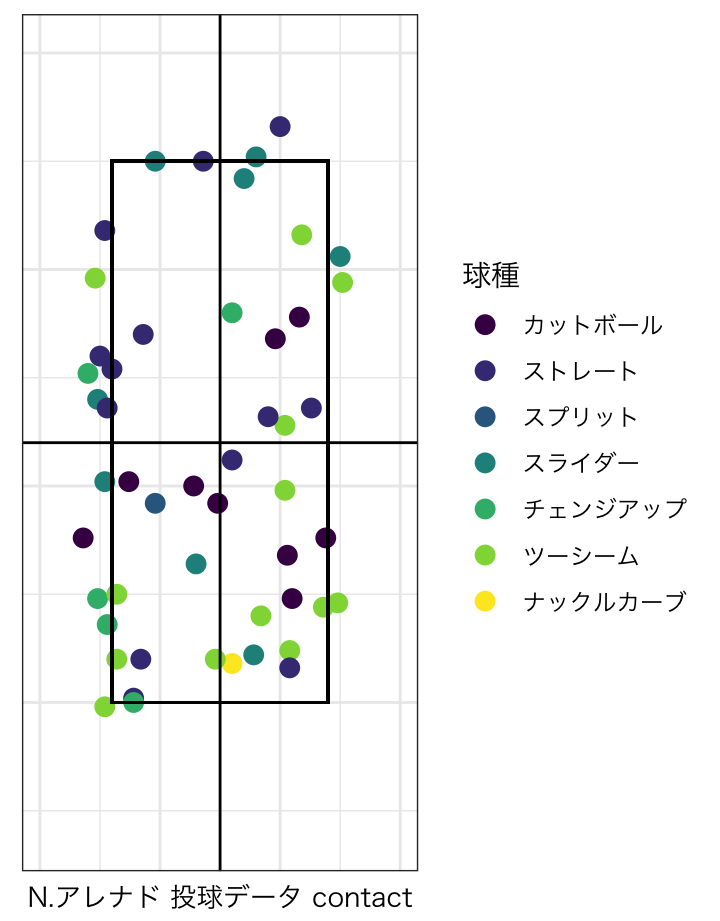 球種
カットボール
ストレート
スプリット
スライダー
チェンジアップ
ツーシーム
ナックルカーブ
N.アレナド 投球データ contact